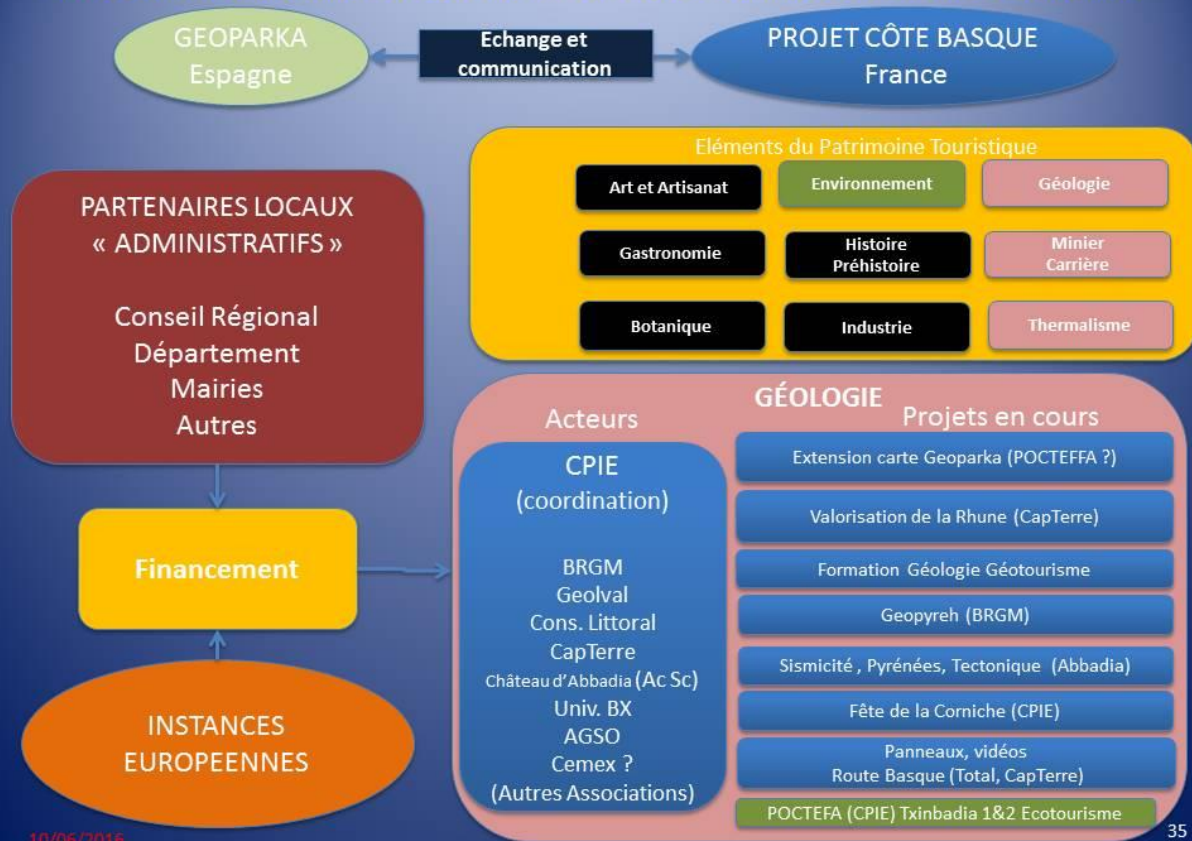 GEOPARKA
Espagne
Echange et
communication
PROJET CÔTE BASQUE
France
PARTENAIRES LOCAUX
« ADMINISTRATIFS »
Conseil Régional
Département
Mairies
Autres
Financement
INSTANCES
EUROPEENNES
Eléments du Patrimoine Touristique
Art et Artisanat
Environnement
Géologie
Gastronomie
Histoire
Préhistoire
Minier
Carrière
Botanique
Industrie
Thermalisme
GÉOLOGIE
Acteurs
CPIE
(coordination)
BRGM
Geolval
Cons. Littoral
CapTerre
Château d'Abbadia (Ac Sc)
Univ. BX
AGSO
Cemex ?
(Autres Associations)
Projets en cours
Extension carte Geoparka (POCTEFFA ?)
Valorisation de la Rhune (CapTerre)
Formation Géologie Géotourisme
Geopyreh (BRGM)
Sismicité , Pyrénées, Tectonique (Abbadia)
Fête de la Corniche (CPIE)
Panneaux, vidéos
Route Basque (Total, CapTerre)
POCTEFA (CPIE) Txinbadia 1&2 Ecotourisme
10/06/2016
35